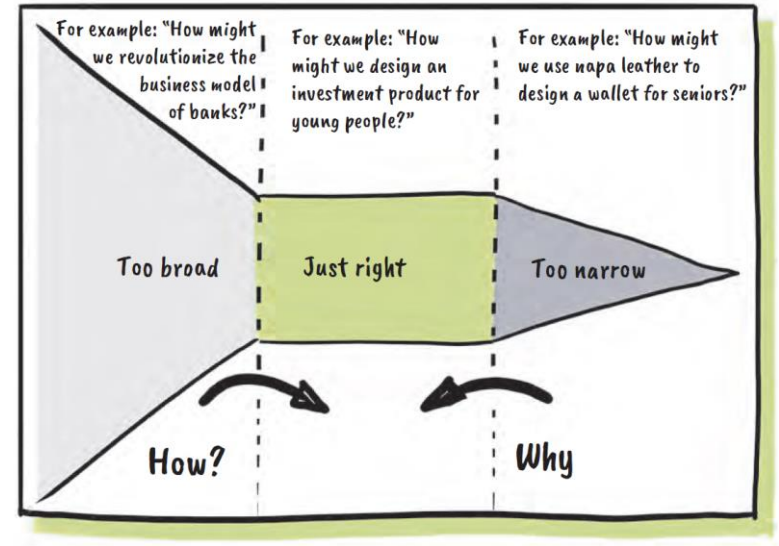 For example: “How might
we revolutionize the
business model
of banks?”
For example: “How
might we design an
investment product for
young people?”
For example: “How might
we use napa leather to
design a wallet for seniors?”
Too broad
Just right
Too narrow
How?
Why